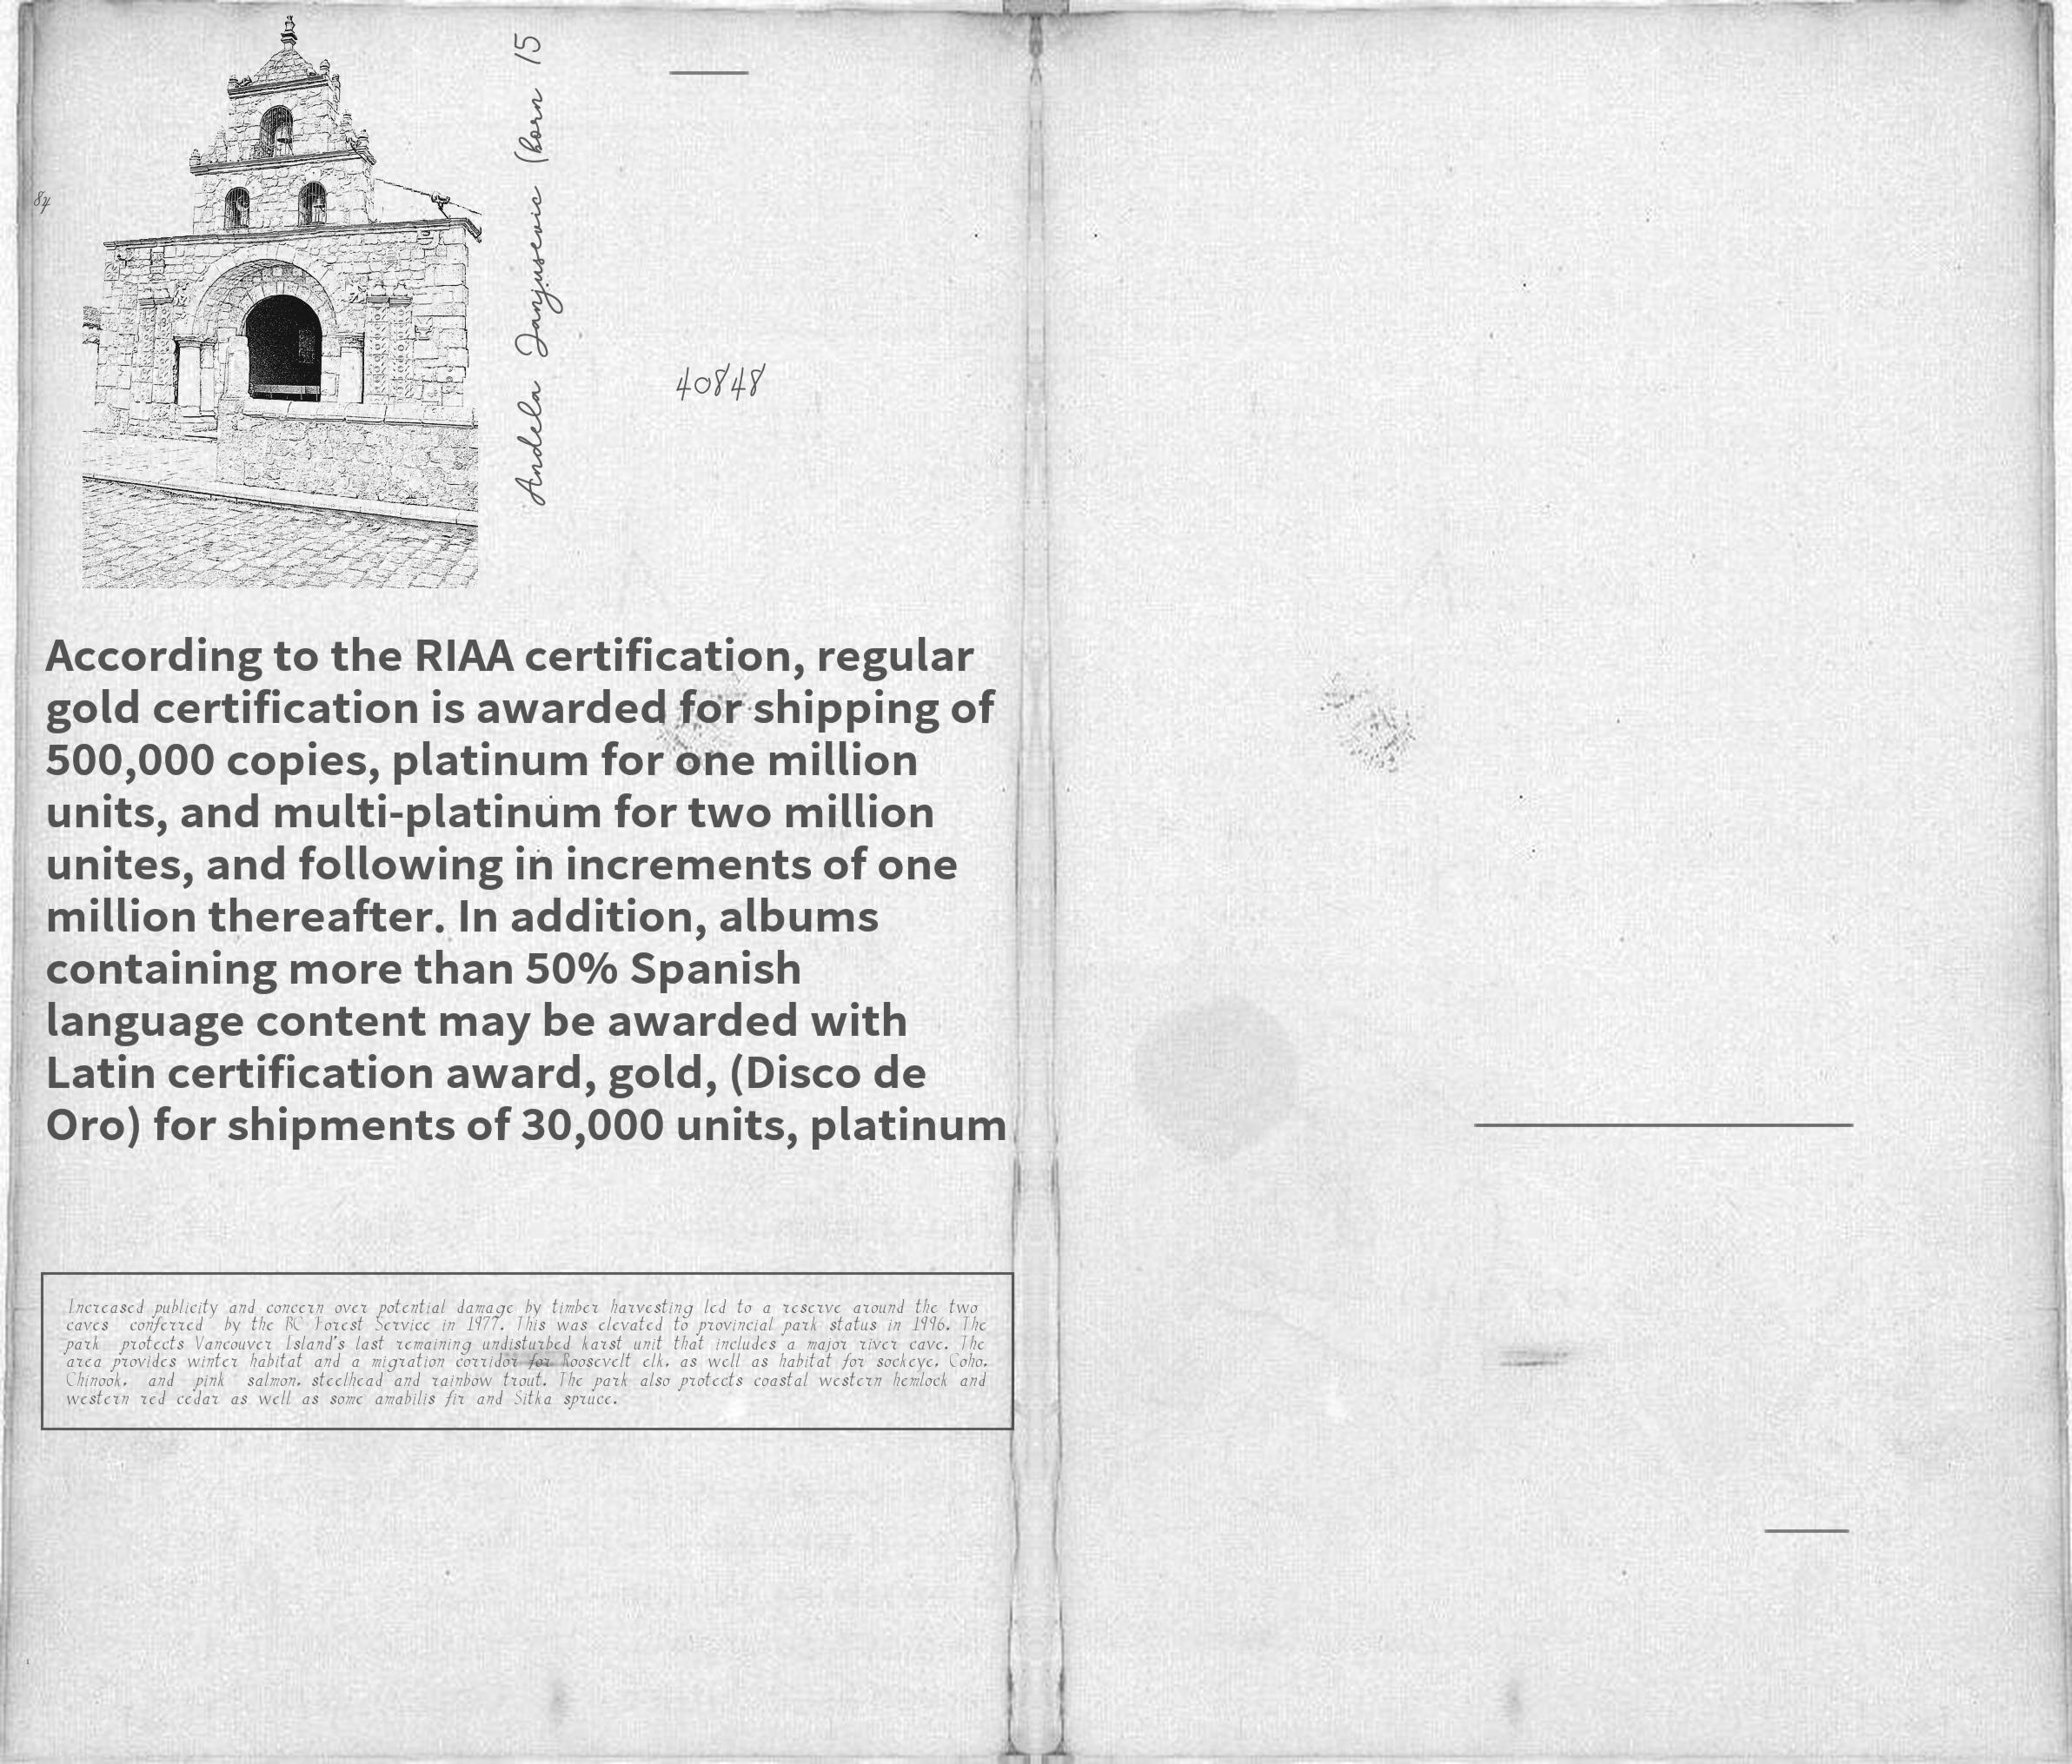 84
Andela Janjusevic (born 15
40848
According to the RIAA certification, regular
gold certification is awarded for shipping of
500,000 copies, platinum for one million
units, and multi-platinum for two million
unites, and following in increments of one
million thereafter. In addition, albums
containing more than 50% Spanish
language content may be awarded with
Latin certification award, gold, (Disco de
Oro) for shipments of 30,000 units, platinum
Increased publicity and concern over potential damage by timber harvesting led to a reserve around the two
caves conferred by the BC Forest Service in 1977. This was elevated to provincial park status in 1996. The
park protects Vancouver Island's last remaining undisturbed karst unit that includes a major river cave. The
area provides winter habitat and a migration corridor for Roosevelt elk, as well as habitat for sockeye, Coho,
Chinook, and pink salmon, steelhead and rainbow trout. The park also protects coastal western hemlock and
western red cedar as well as some amabilis fir and Sitka spruce.